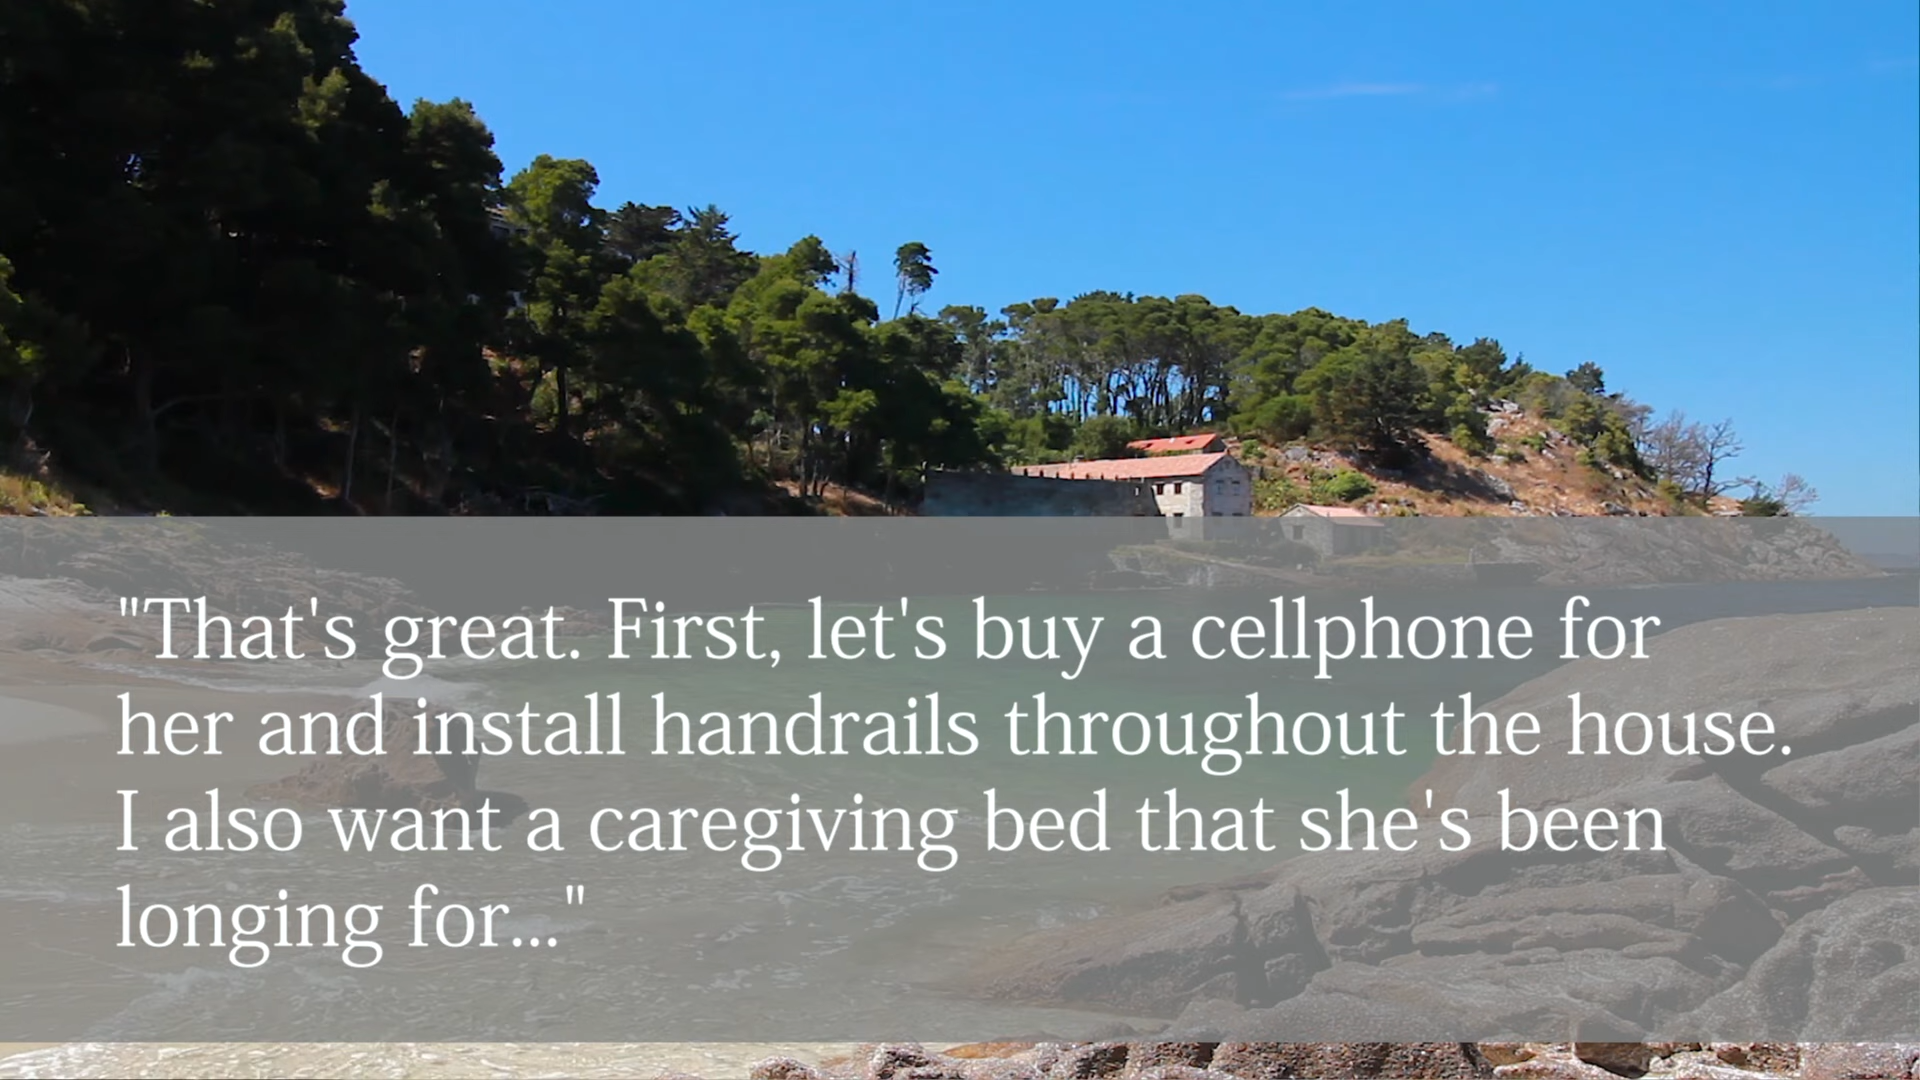 "That's great. First, let's buy a cellphone for
her and install handrails throughout the house.
I also want a caregiving bed that she's been
longing for..."